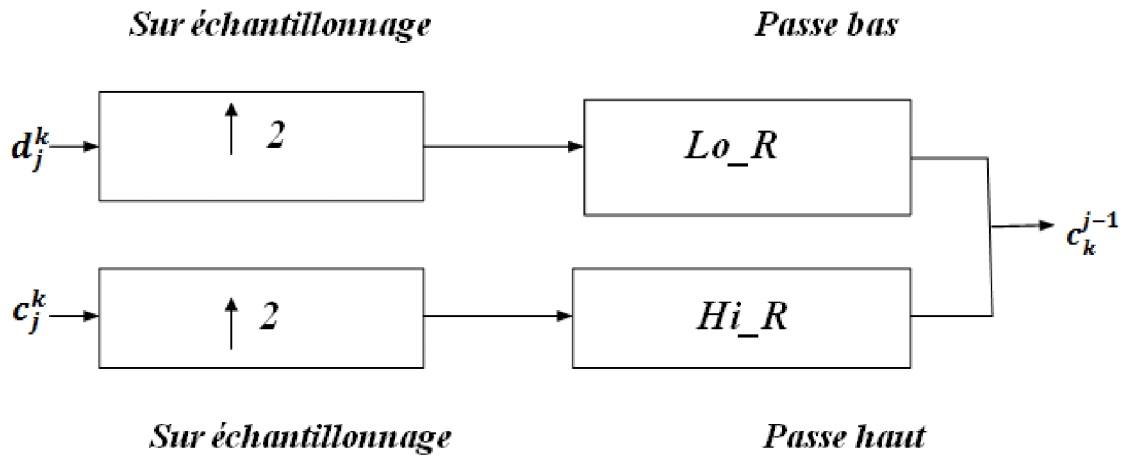 Sur échantillonnage Passe bas
d_j^k ↑ 2 Lo_R
c_k^{j-1}
c_j^k ↑ 2 Hi_R
Sur échantillonnage Passe haut